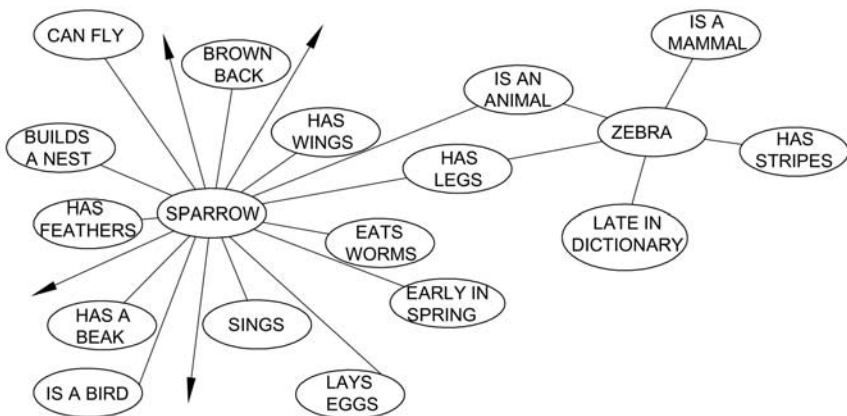 CAN FLY
BROWN
BACK
IS A
MAMMAL
IS AN
ANIMAL
HAS
WINGS
ZEBRA
BUILDS
A NEST
HAS
LEGS
HAS
STRIPES
HAS
FEATHERS
SPARROW
EATS
WORMS
LATE IN
DICTIONARY
EARLY IN
SPRING
HAS A
BEAK
SINGS
IS A BIRD
LAYS
EGGS